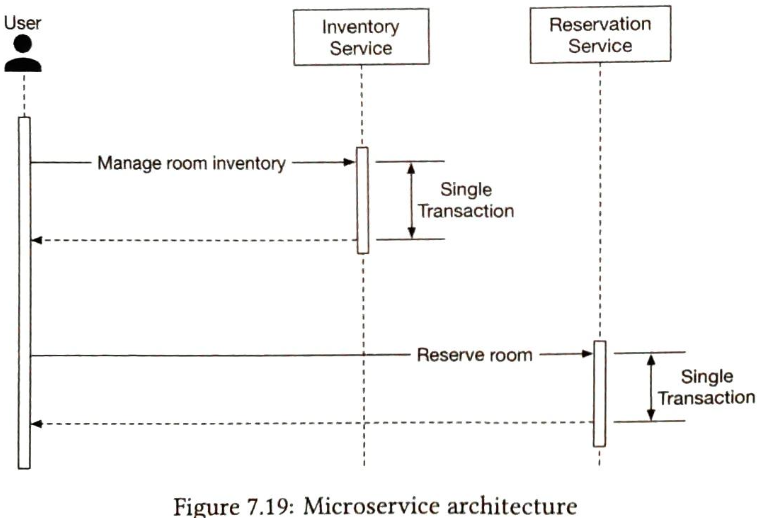 User
Inventory
Service
Reservation
Service
Manage room inventory
Single
Transaction
Reserve room
Single
Transaction
Figure 7.19: Microservice architecture